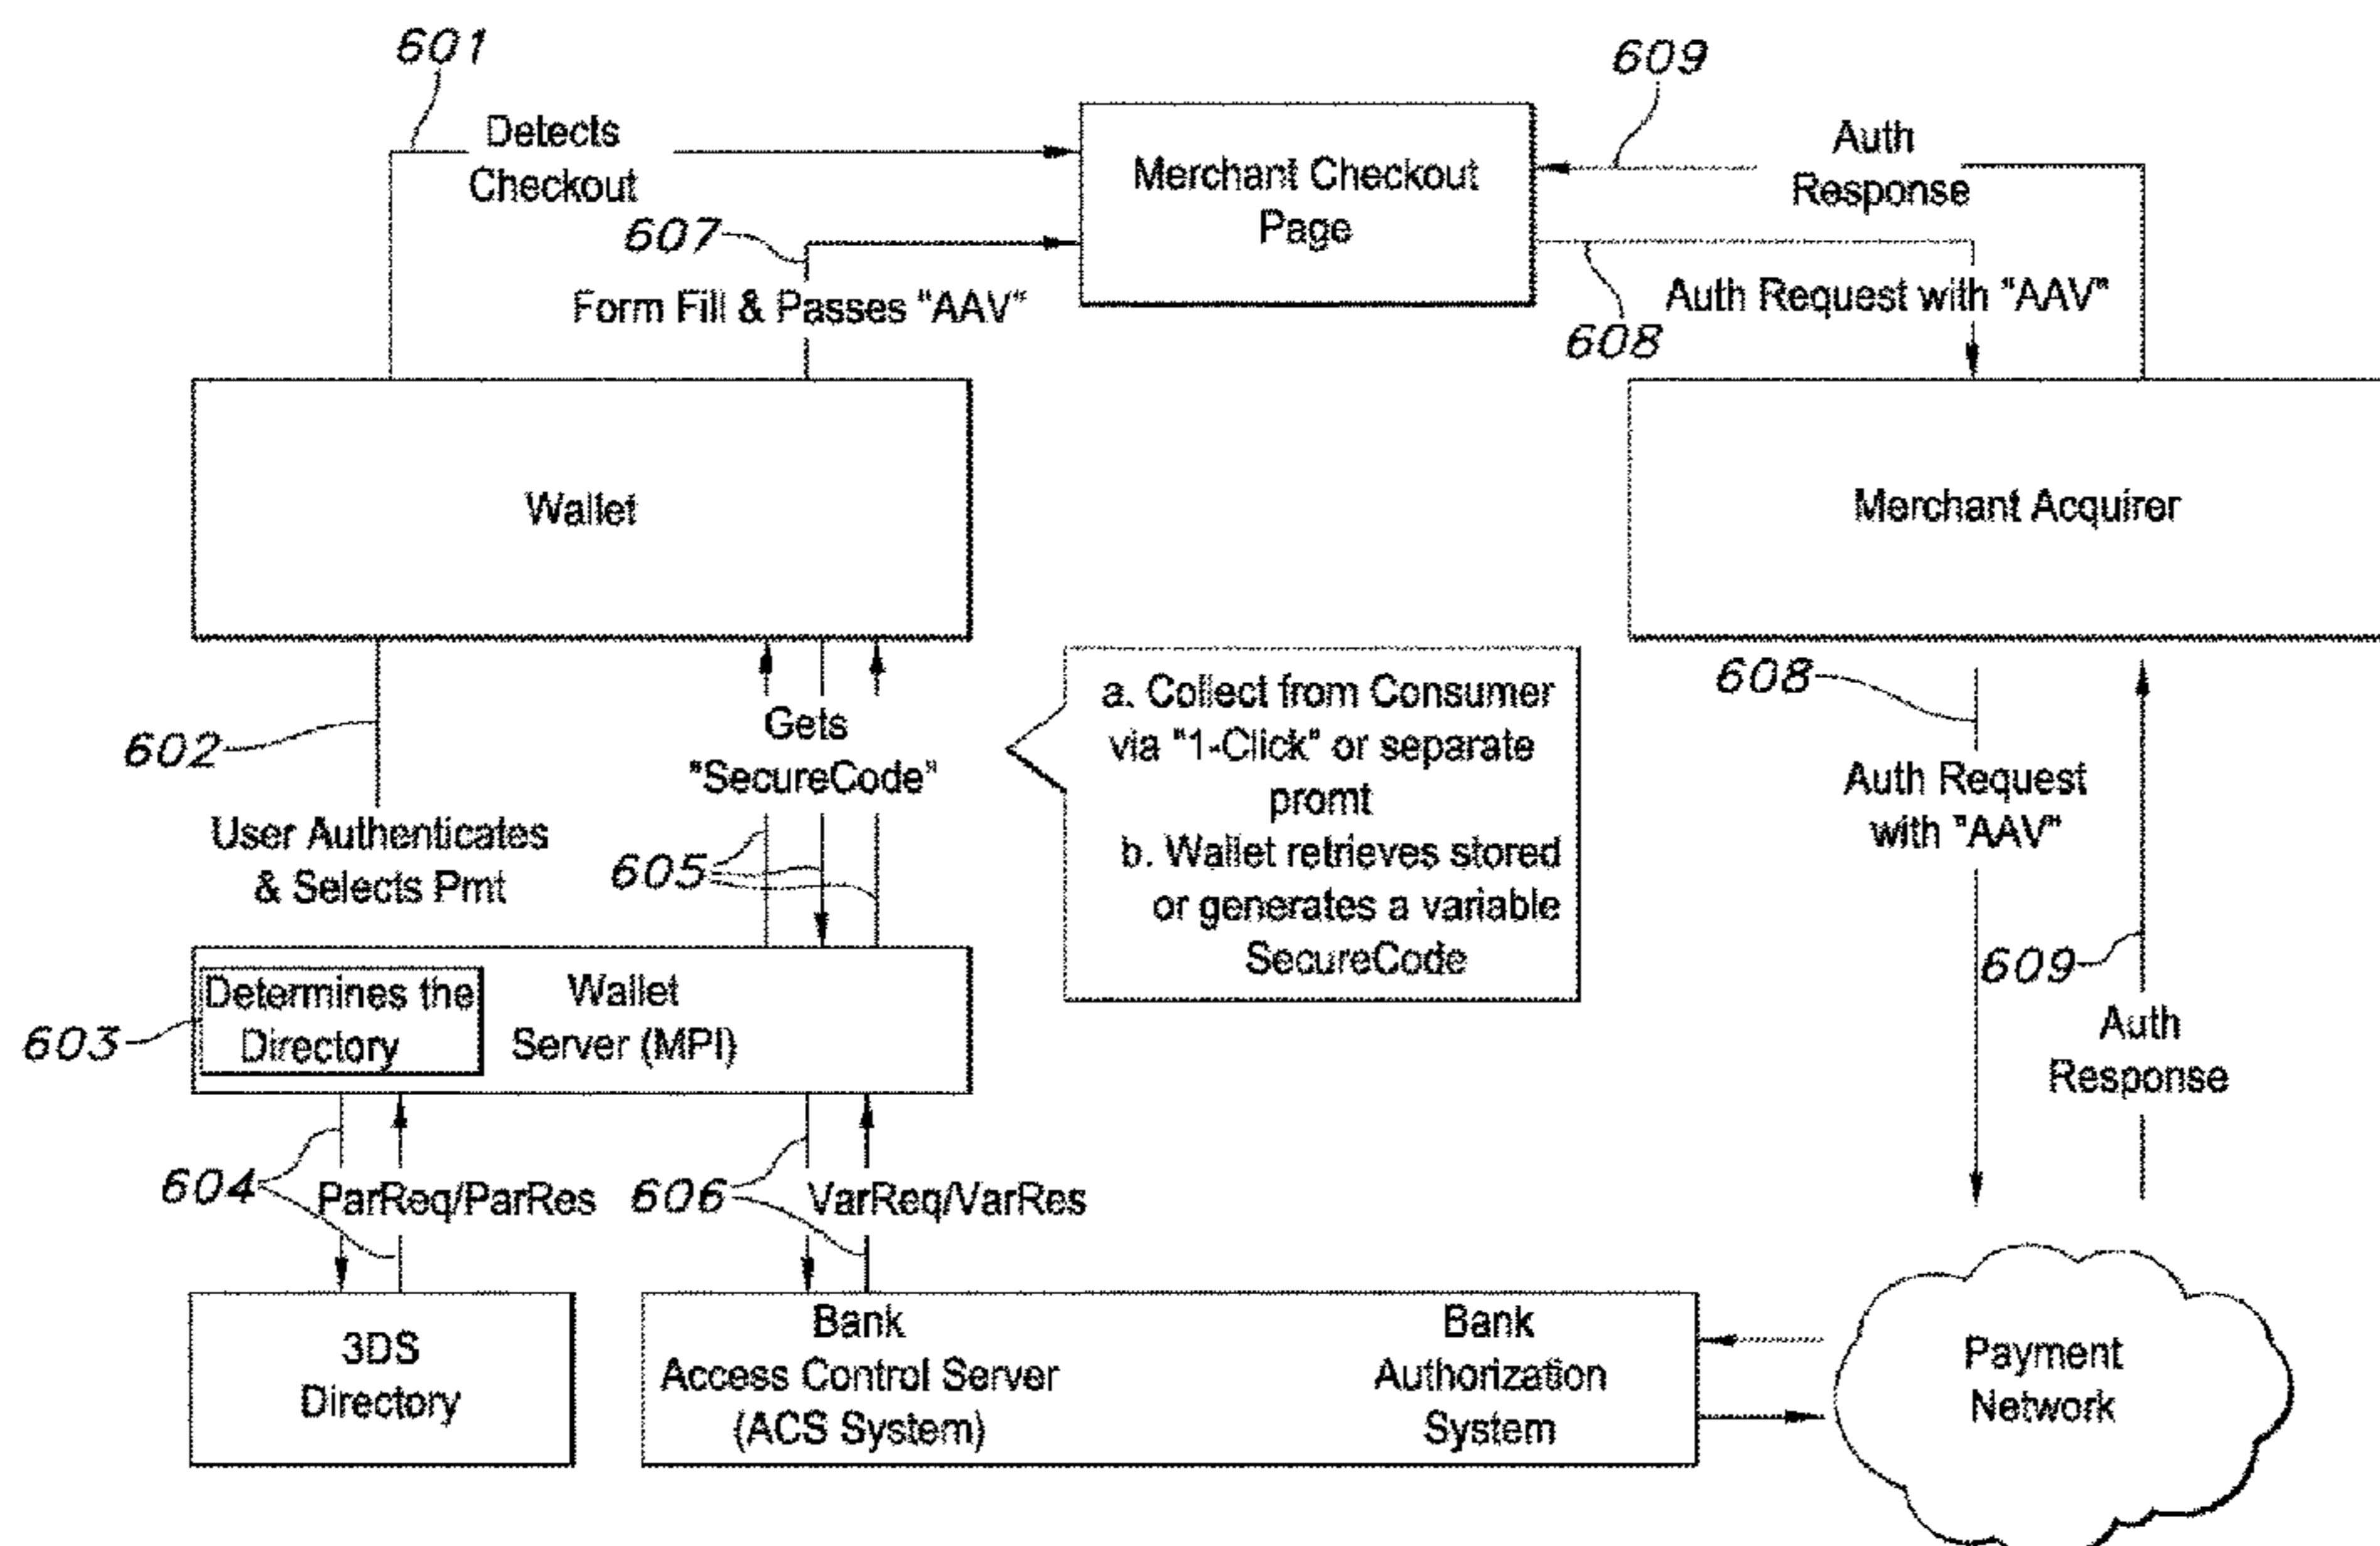 601
Detects
Checkout
607
Form Fill & Passes "AAV"
Merchant Checkout
Page
609
Auth
Response
Auth Request with "AAV"
608
Wallet
Merchant Acquirer
602
User Authenticates
& Selects Pmt
Gets
"SecureCode"
605
a. Collect from Consumer
via "1-Click" or separate
promt
b. Wallet retrieves stored
or generates a variable
SecureCode
608
Auth Request
with "AAV"
609
Auth
Response
603
Determines the
Directory
Wallet
Server (MPI)
604
ParReq/ParRes
606
VarReq/VarRes
3DS
Directory
Bank
Access Control Server
(ACS System)
Bank
Authorization
System
Payment
Network